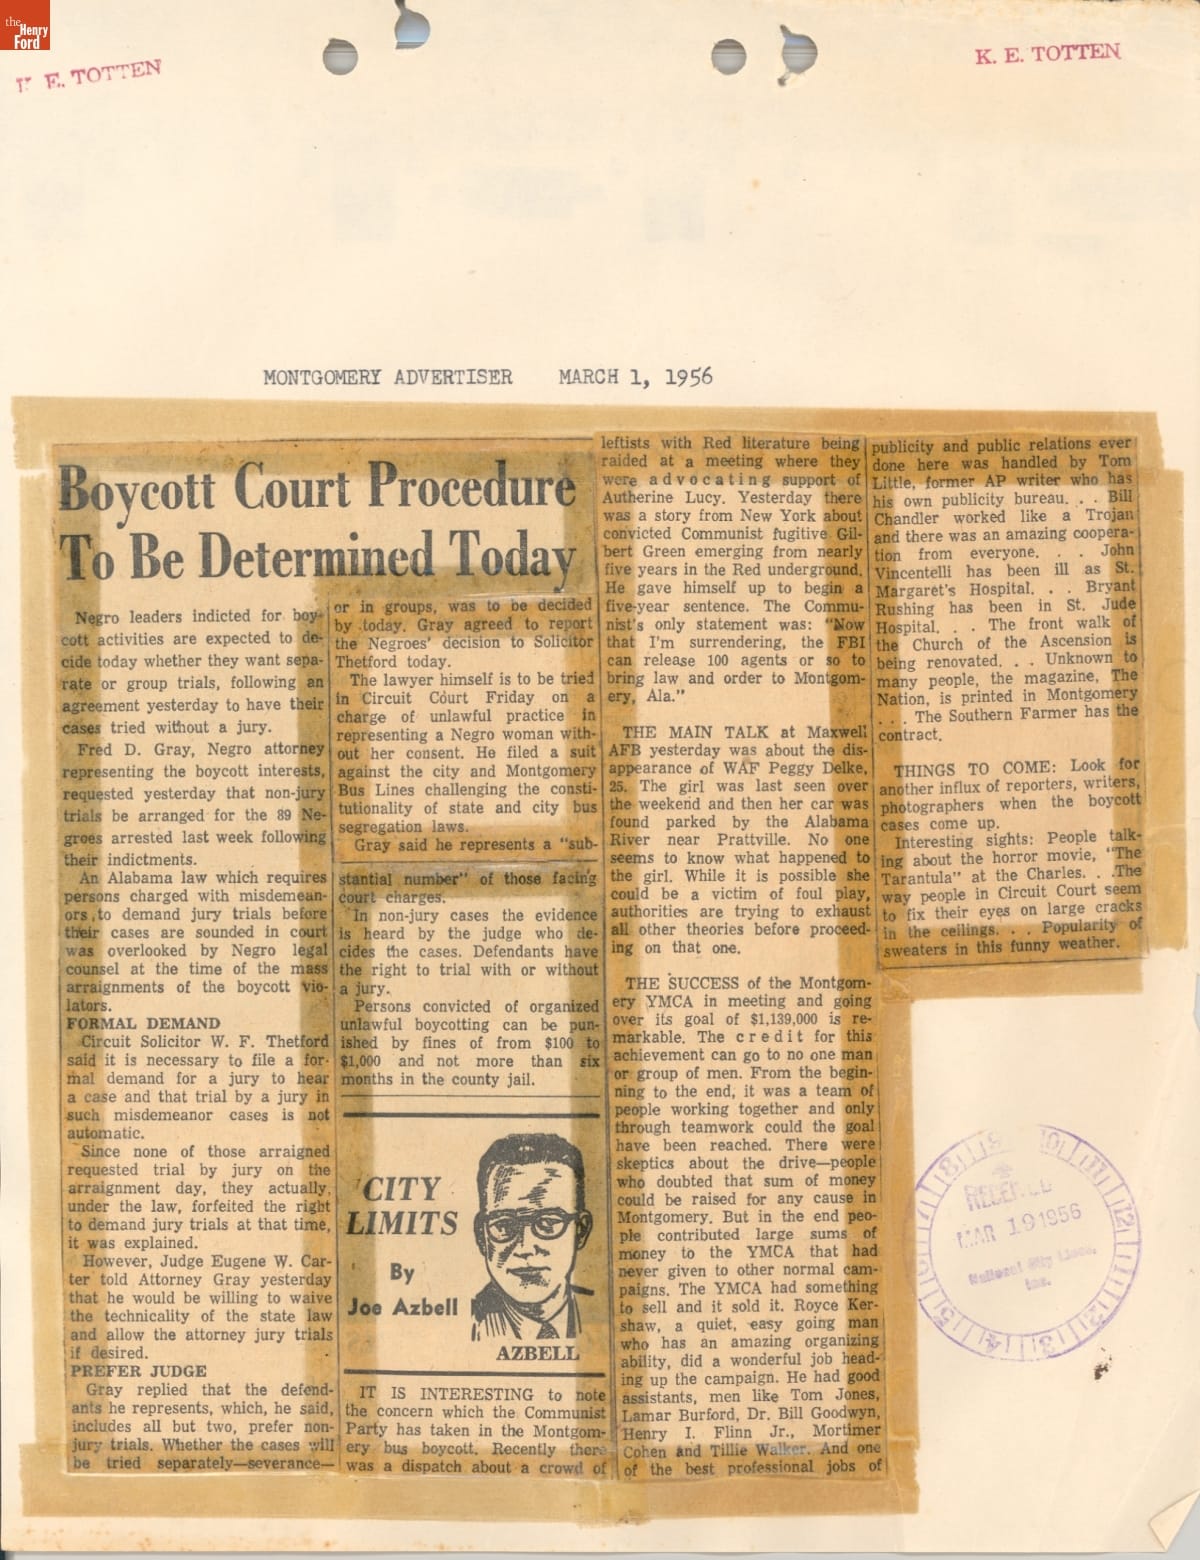 the
Henry
Ford
E. TOTTEN
K. E. TOTTEN
MONTGOMERY ADVERTISER MARCH 1, 1956
Boycott Court Procedure
To Be Determined Today
Negro leaders indicted for boy-
cott activities are expected to de-
cide today whether they want sepa-
rate or group trials, following an
agreement yesterday to have their
cases tried without a jury.
Fred D. Gray, Negro attorney
representing the boycott interests,
requested yesterday that non-jury
trials be arranged for the 89 Ne-
groes arrested last week following
their indictments.
An Alabama law which requires
persons charged with misdemean-
ors to demand jury trials before
their cases are sounded in court
was overlooked by Negro legal
counsel at the time of the mass
arraignments of the boycott vio-
lators.
FORMAL DEMAND
Circuit Solicitor W. F. Thetford
said it is necessary to file a for-
mal demand for a jury to hear
a case and that trial by a jury in
such misdemeanor cases is not
automatic.
Since none of those arraigned
requested trial by jury on the
arraignment day, they actually,
under the law, forfeited the right
to demand jury trials at that time,
it was explained.
However, Judge Eugene W. Car-
ter told Attorney Gray yesterday
that he would be willing to waive
the technicality of the state law
and allow the attorney jury trials
if desired.
PREFER JUDGE
Gray replied that the defend-
ants he represents, which, he said,
includes all but two, prefer non-
jury trials. Whether the cases will
be tried separately—severance—
or in groups, was to be decided
by today. Gray agreed to report
the Negroes' decision to Solicitor
Thetford today.
The lawyer himself is to be tried
in Circuit Court Friday on a
charge of unlawful practice in
representing a Negro woman with-
out her consent. He filed a suit
against the city and Montgomery
Bus Lines challenging the consti-
tutionality of state and city bus
segregation laws.
Gray said he represents a "sub-
stantial number" of those facing
court charges.
In non-jury cases the evidence
is heard by the judge who de-
cides the cases. Defendants have
the right to trial with or without
a jury.
Persons convicted of organized
unlawful boycotting can be pun-
ished by fines of from $100 to
$1,000 and not more than six
months in the county jail.
CITY
LIMITS
By
Joe Azbell
AZBELL
IT IS INTERESTING to note
the concern which the Communist
Party has taken in the Montgom-
ery bus boycott. Recently there
was a dispatch about a crowd of
leftists with Red literature being
raided at a meeting where they
were advocating support of
Autherine Lucy. Yesterday there
was a story from New York about
convicted Communist fugitive Gil-
bert Green emerging from nearly
five years in the Red underground.
He gave himself up to begin a
five-year sentence. The Commu-
nist's only statement was: "Now
that I'm surrendering, the FBI
can release 100 agents or so to
bring law and order to Montgom-
ery, Ala."
THE MAIN TALK at Maxwell
AFB yesterday was about the dis-
appearance of WAF Peggy Delke,
25. The girl was last seen over
the weekend and then her car was
found parked by the Alabama
River near Prattville. No one
seems to know what happened to
the girl. While it is possible she
could be a victim of foul play,
authorities are trying to exhaust
all other theories before proceed-
ing on that one.
THE SUCCESS of the Montgom-
ery YMCA in meeting and going
over its goal of $1,139,000 is re-
markable. The credit for this
achievement can go to no one man
or group of men. From the begin-
ning to the end, it was a team of
people working together and only
through teamwork could the goal
have been reached. There were
skeptics about the drive—people
who doubted that sum of money
could be raised for any cause in
Montgomery. But in the end peo-
ple contributed large sums of
money to the YMCA that had
never given to other normal cam-
paigns. The YMCA had something
to sell and it sold it. Royce Ker-
shaw, a quiet, easy going man
who has an amazing organizing
ability, did a wonderful job head-
ing up the campaign. He had good
assistants, men like Tom Jones,
Lamar Burford, Dr. Bill Goodwyn,
Henry I. Flinn Jr., Mortimer
Cohen and Tillie Walker. And one
of the best professional jobs of
publicity and public relations ever
done here was handled by Tom
Little, former AP writer who has
his own publicity bureau. . . Bill
Chandler worked like a Trojan
and there was an amazing coopera-
tion from everyone. . . John
Vincentelli has been ill as St.
Margaret's Hospital. . . Bryant
Rushing has been in St. Jude
Hospital. . . The front walk of
the Church of the Ascension is
being renovated. . . Unknown to
many people, the magazine, The
Nation, is printed in Montgomery
. . . The Southern Farmer has the
contract.
THINGS TO COME: Look for
another influx of reporters, writers,
photographers when the boycott
cases come up.
Interesting sights: People talk-
ing about the horror movie, "The
Tarantula" at the Charles. . .The
way people in Circuit Court seem
to fix their eyes on large cracks
in the ceilings. . . Popularity of
sweaters in this funny weather.
RECEIVED
MAR 19 1956
National City Lines,
Inc.